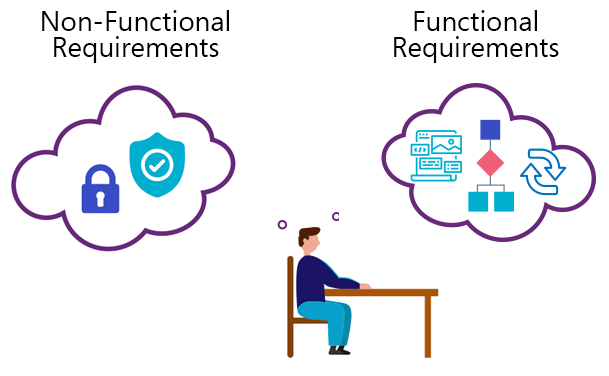 Non-Functional
Requirements
Functional
Requirements